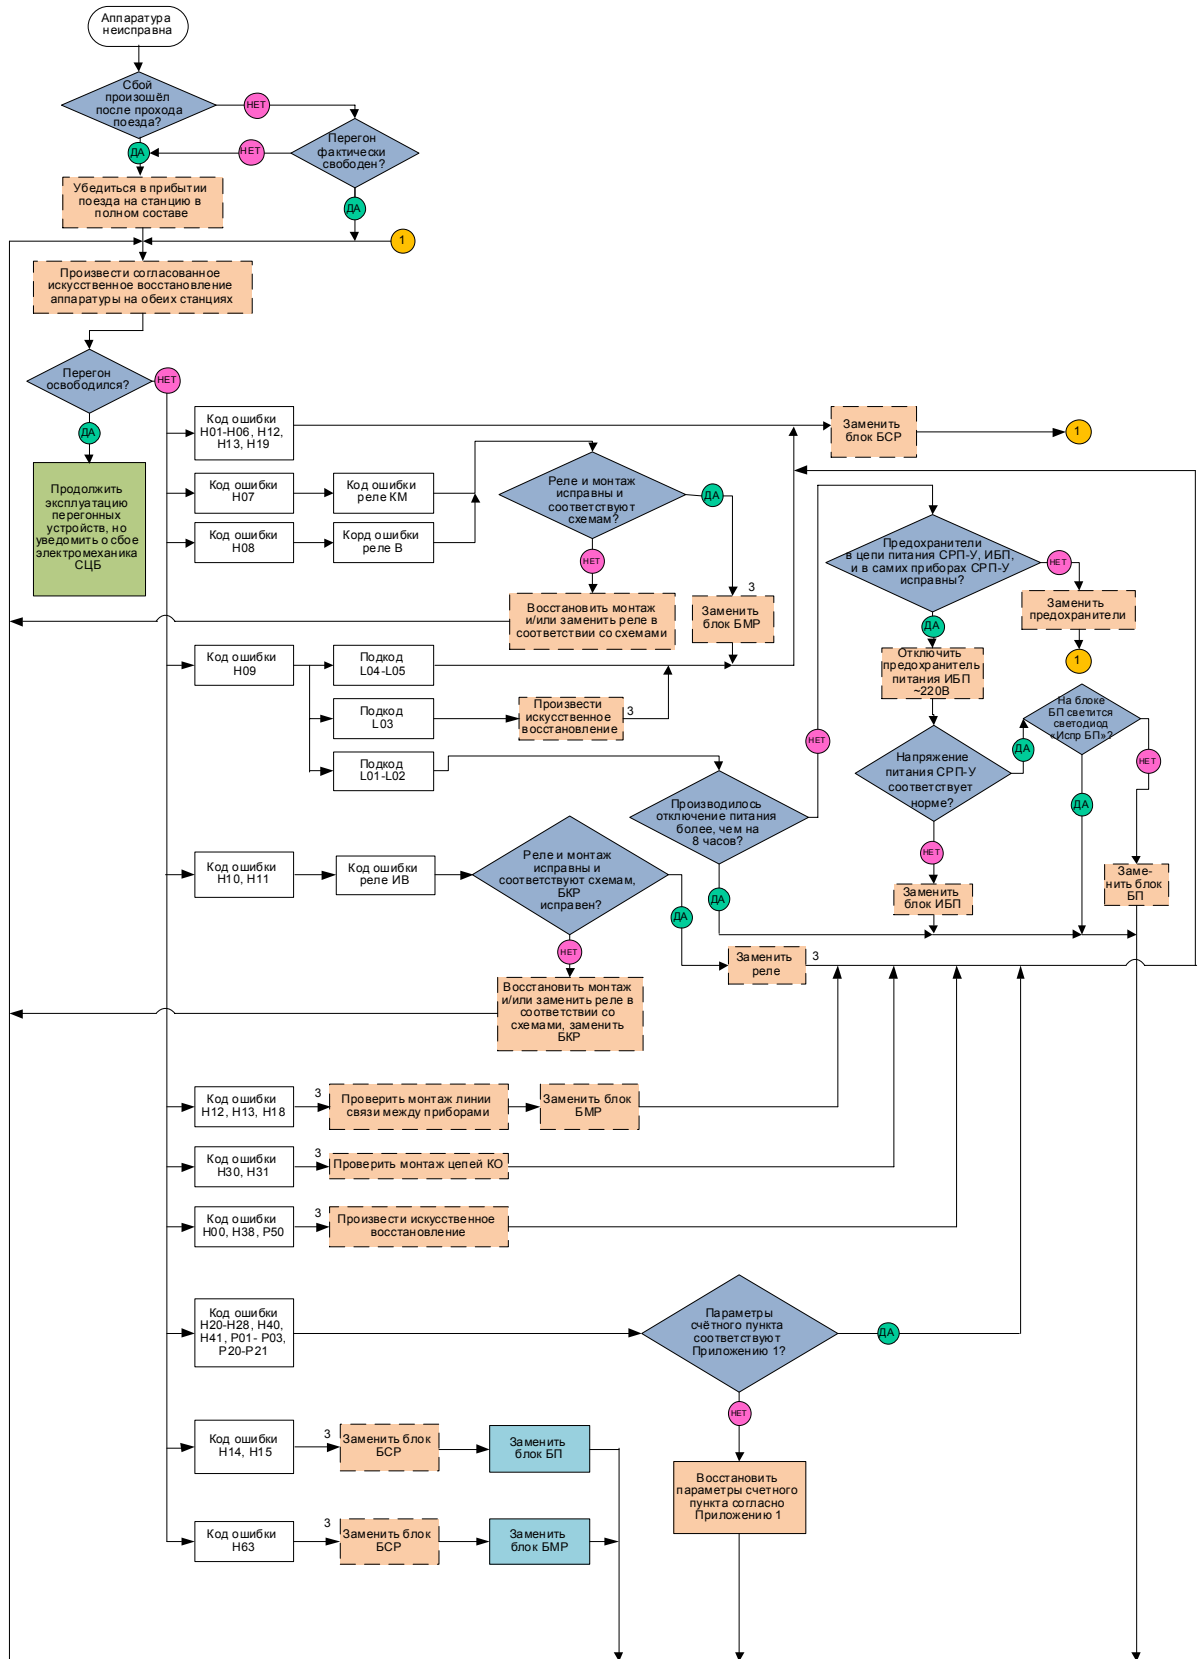 Аппаратура
неисправна
Сбой
произошёл
после прохода
поезда?
НЕТ
Перегон
фактически
свободен?
НЕТ
ДА
Убедиться в прибытии
поезда на станцию в
полном составе
ДА
1
Произвести согласованное
искусственное восстановление
аппаратуры на обеих станциях
Перегон
освободился?
НЕТ
ДА
Продолжить
эксплуатацию
перегонных
устройств, но
уведомить о сбое
электромеханика
СЦБ
Код ошибки
Н01-Н06, Н12,
Н13, Н19
Заменить
блок БСР
1
Код ошибки
Н07
Код ошибки
реле КМ
Код ошибки
Н08
Корд ошибки
реле В
Реле и монтаж
исправны и
соответствуют
схемам?
ДА
НЕТ
Восстановить монтаж
и/или заменить реле в
соответствии со схемами
3
Заменить
блок БМР
Предохранители
в цепи питания СРП-У, ИБП,
и в самих приборах СРП-У
исправны?
НЕТ
Заменить
предохранители
1
ДА
Отключить
предохранитель
питания ИБП
~220В
Код ошибки
Н09
Подкод
L04-L05
Подкод
L03
Произвести
искусственное
восстановление
3
Подкод
L01-L02
Производилось
отключение питания
более, чем на
8 часов?
НЕТ
ДА
Напряжение
питания СРП-У
соответствует
норме?
ДА
НЕТ
Заменить
блок ИБП
На блоке
БП светится
светодиод
«Испр БП»?
НЕТ
ДА
Заме-
нить блок
БП
Код ошибки
Н10, Н11
Код ошибки
реле ИВ
Реле и монтаж
исправны и
соответствуют схемам,
БКР
исправен?
ДА
НЕТ
Заменить
реле
3
Восстановить монтаж
и/или заменить реле в
соответствии со
схемами, заменить
БКР
Код ошибки
Н12, Н13, Н18
3
Проверить монтаж линии
связи между приборами
Заменить блок
БМР
Код ошибки
Н30, Н31
3
Проверить монтаж цепей КО
Код ошибки
Н00, Н38, Р50
3
Произвести искусственное
восстановление
Код ошибки
Н20-Н28, Н40,
Н41, Р01- Р03,
Р20-Р21
Параметры
счётного пункта
соответствуют
Приложению 1?
ДА
НЕТ
Восстановить
параметры счетного
пункта согласно
Приложению 1
Код ошибки
Н14, Н15
3
Заменить блок
БСР
Заменить
блок БП
Код ошибки
Н63
3
Заменить блок
БСР
Заменить
блок БМР